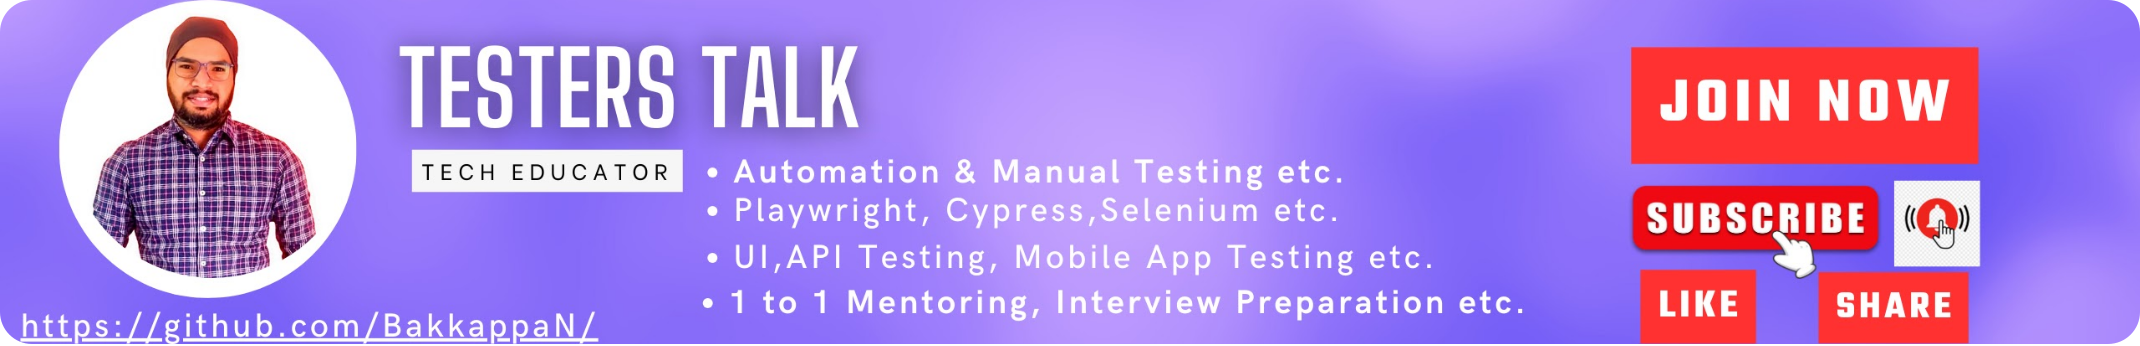 TESTERS TALK
TECH EDUCATOR
• Automation & Manual Testing etc.
• Playwright, Cypress,Selenium etc.
• UI,API Testing, Mobile App Testing etc.
• 1 to 1 Mentoring, Interview Preparation etc.
https://github.com/BakkappaN/
JOIN NOW
SUBSCRIBE
LIKE
SHARE